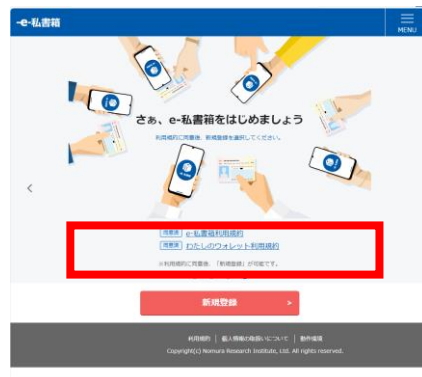 -e-私書箱
MENU
さあ、e-私書箱をはじめましょう
利用規約に同意後、新規登録を選択してください。
同意済 e-私書箱利用規約
同意済 わたしのウォレット利用規約
※利用規約に同意後、「新規登録」が可能です。
新規登録 >
利用規約 | 個人情報の取扱いについて | 動作環境
Copyright(c) Nomura Research Institute, Ltd. All rights reserved.